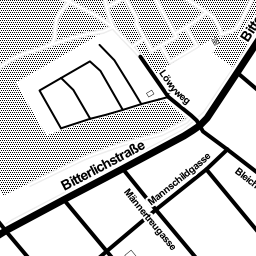 Bitt
Löwyweg
Bitterlichstraße
Mannschildgasse
Männertreugasse
Bleich